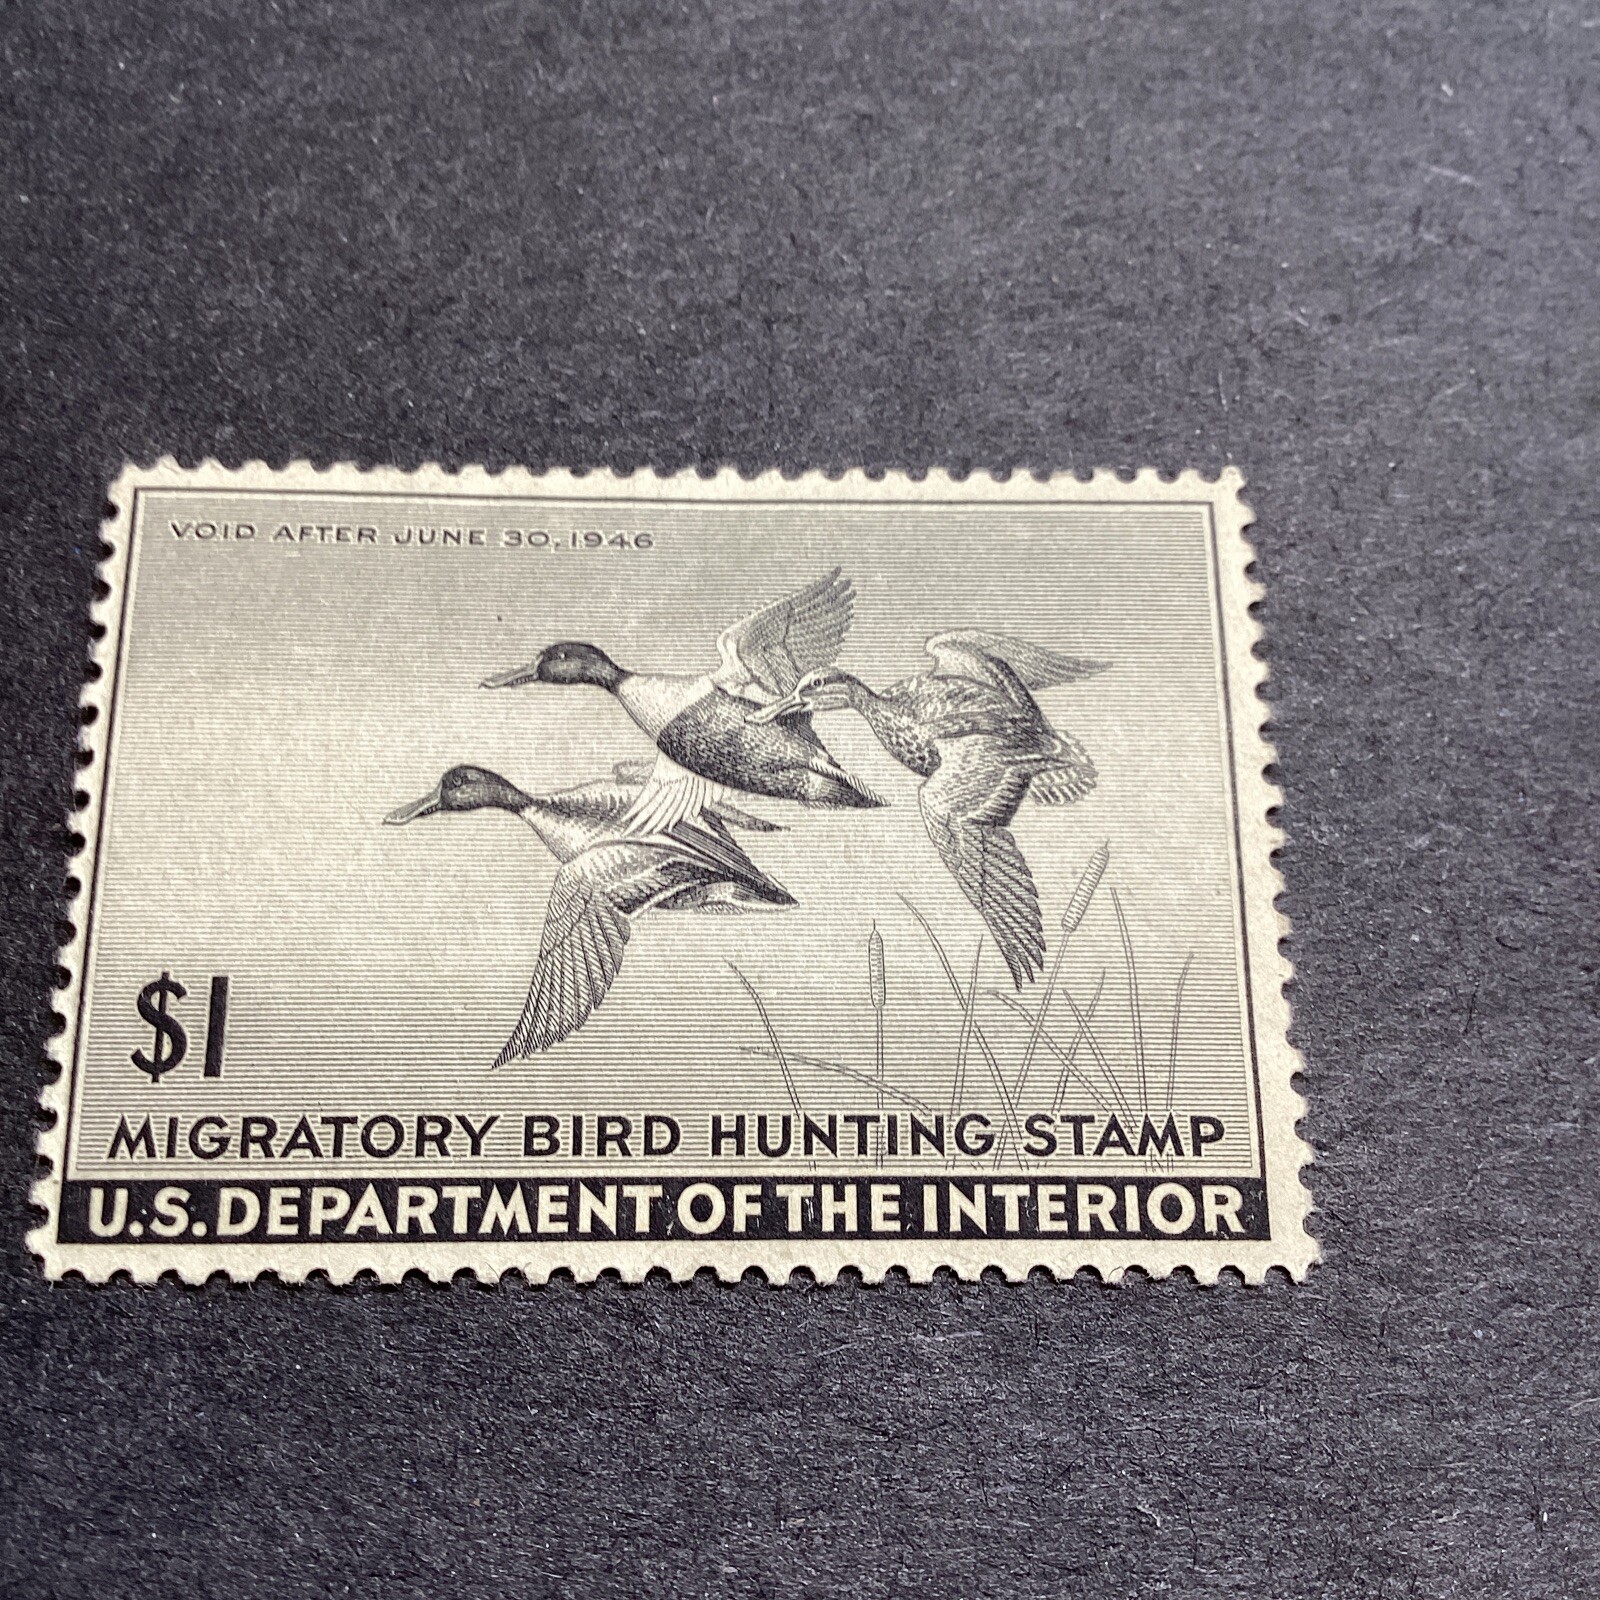 VOID AFTER JUNE 30, 1946
$1
MIGRATORY BIRD HUNTING STAMP
U.S. DEPARTMENT OF THE INTERIOR